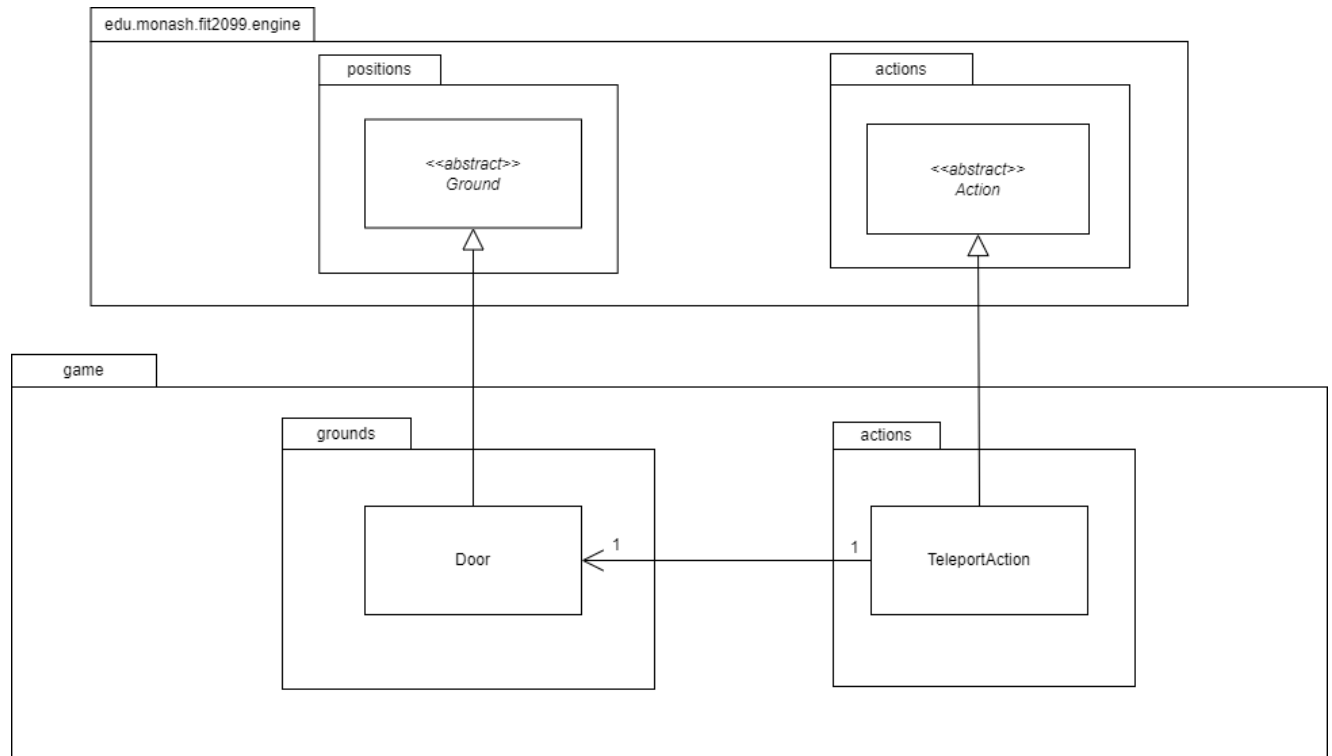 edu.monash.fit2099.engine
positions
actions
<<abstract>>
Ground
<<abstract>>
Action
game
grounds
actions
Door
1
1
TeleportAction